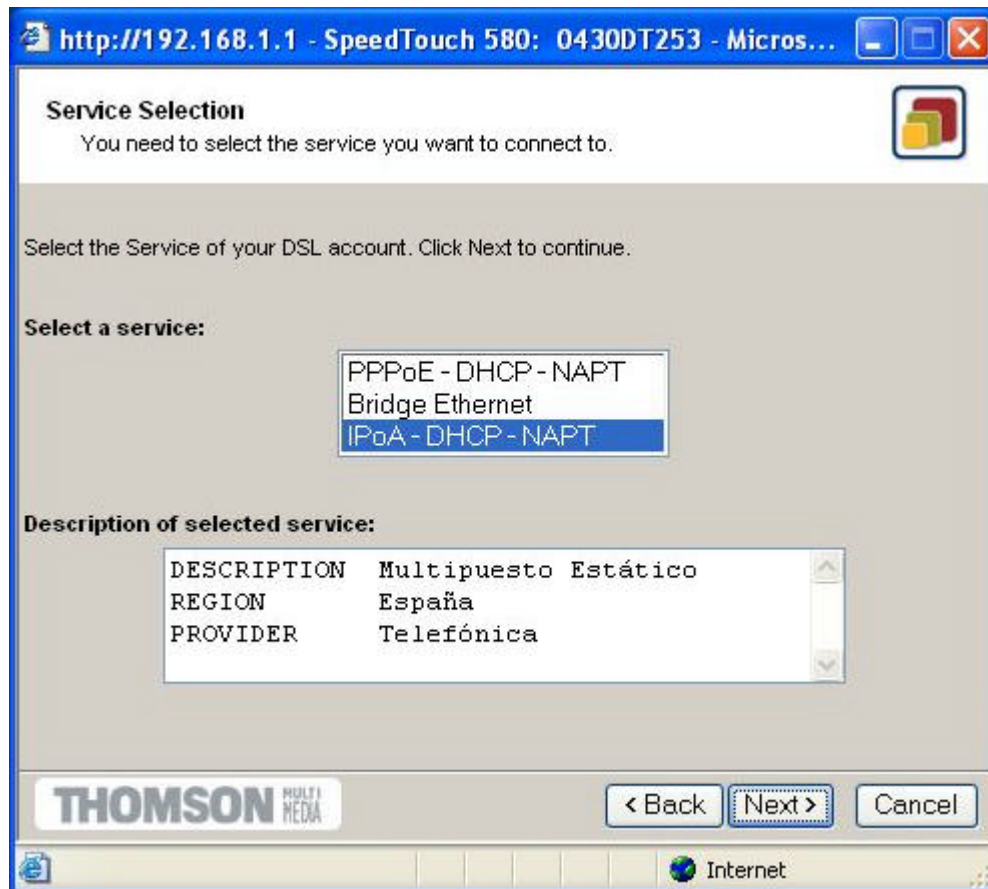 http://192.168.1.1 - SpeedTouch 580: 0430DT253 - Micros...
Service Selection
You need to select the service you want to connect to.
Select the Service of your DSL account. Click Next to continue.
Select a service:
PPPoE - DHCP - NAPT
Bridge Ethernet
IPoA - DHCP - NAPT
Description of selected service:
DESCRIPTION Multipuesto Estático
REGION España
PROVIDER Telefónica
THOMSON MULTI MEDIA
< Back Next > Cancel
Internet